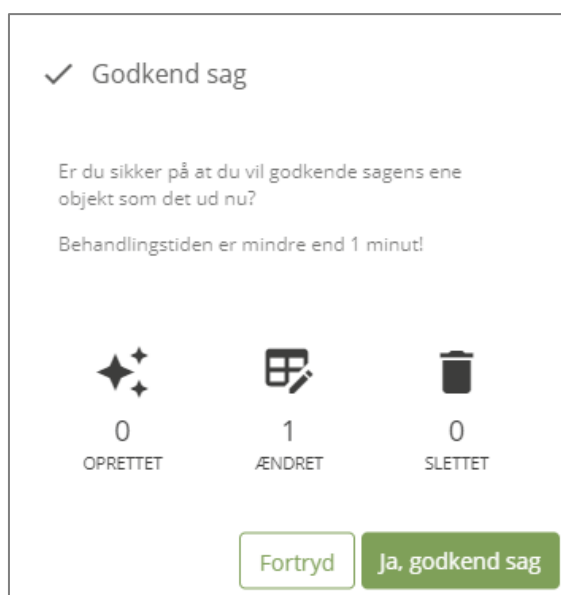 Godkend sag
Er du sikker på at du vil godkende sagens ene
objekt som det ud nu?
Behandlingstiden er mindre end 1 minut!
0 1 0
OPRETTET ÆNDRET SLETTET
Fortryd Ja, godkend sag